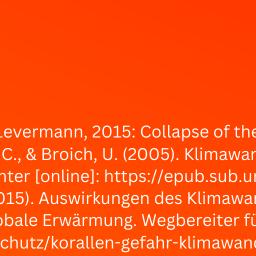 Levermann, 2015: Collapse of the
C., & Broich, U. (2005). Klimawan
nter [online]: https://epub.sub.un
015). Auswirkungen des Klimawan
obale Erwärmung. Wegbereiter fü
chutz/korallen-gefahr-klimawand